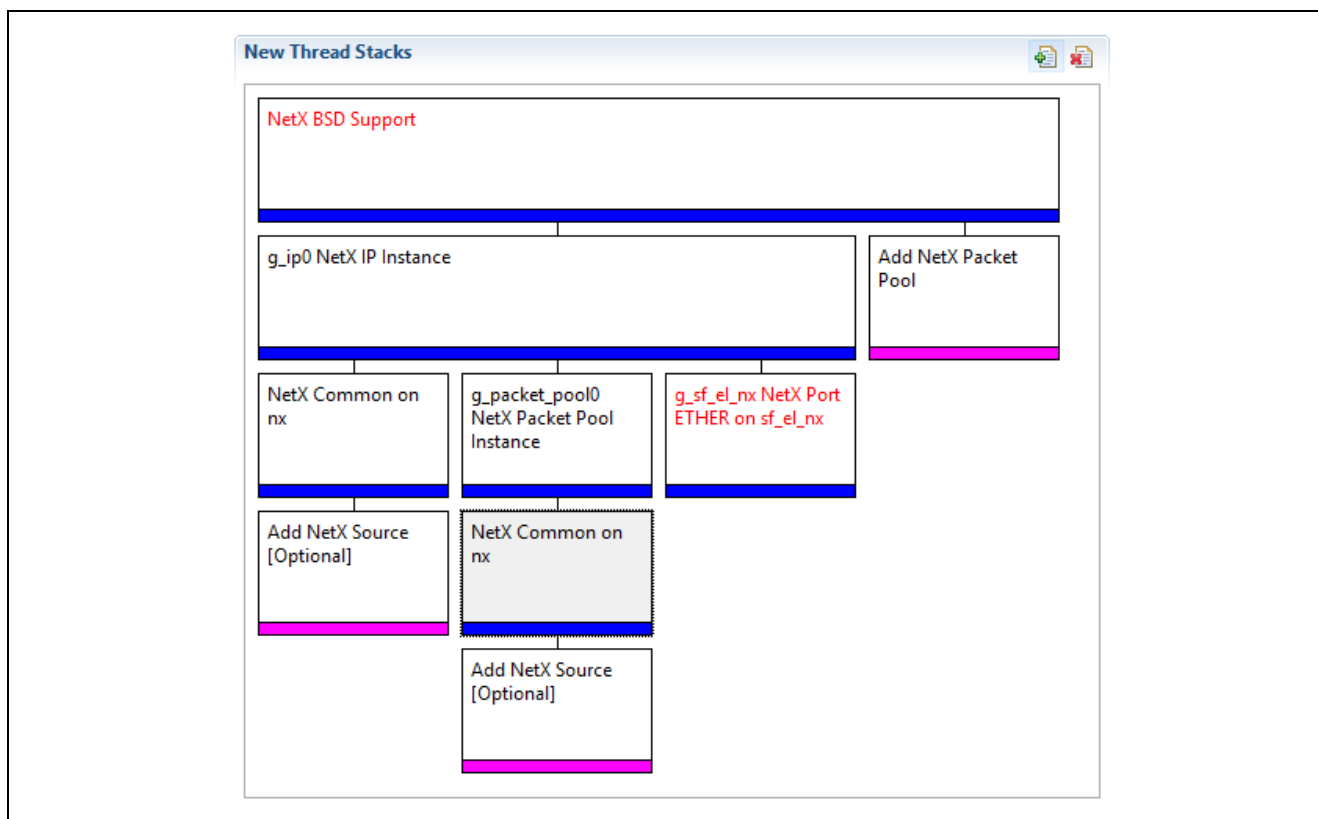 New Thread Stacks
NetX BSD Support
g_ip0 NetX IP Instance
Add NetX Packet
Pool
NetX Common on
nx
g_packet_pool0
NetX Packet Pool
Instance
g_sf_el_nx NetX Port
ETHER on sf_el_nx
Add NetX Source
[Optional]
NetX Common on
nx
Add NetX Source
[Optional]